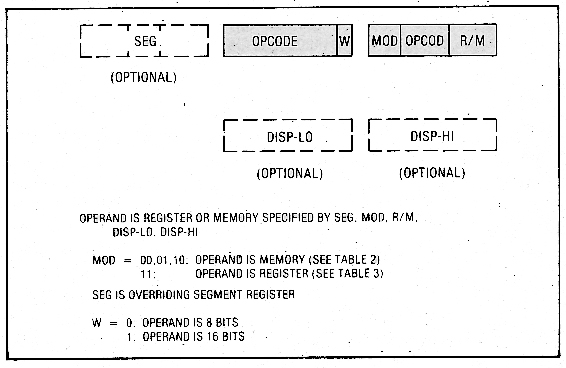 SEG. OPCODE W MOD OPCOD R/M
(OPTIONAL)
DISP-LO DISP-HI
(OPTIONAL) (OPTIONAL)
OPERAND IS REGISTER OR MEMORY SPECIFIED BY SEG, MOD, R/M,
DISP-LO, DISP-HI
MOD = 00,01,10: OPERAND IS MEMORY (SEE TABLE 2)
11: OPERAND IS REGISTER (SEE TABLE 3)
SEG IS OVERRIDING SEGMENT REGISTER
W = 0. OPERAND IS 8 BITS
1. OPERAND IS 16 BITS